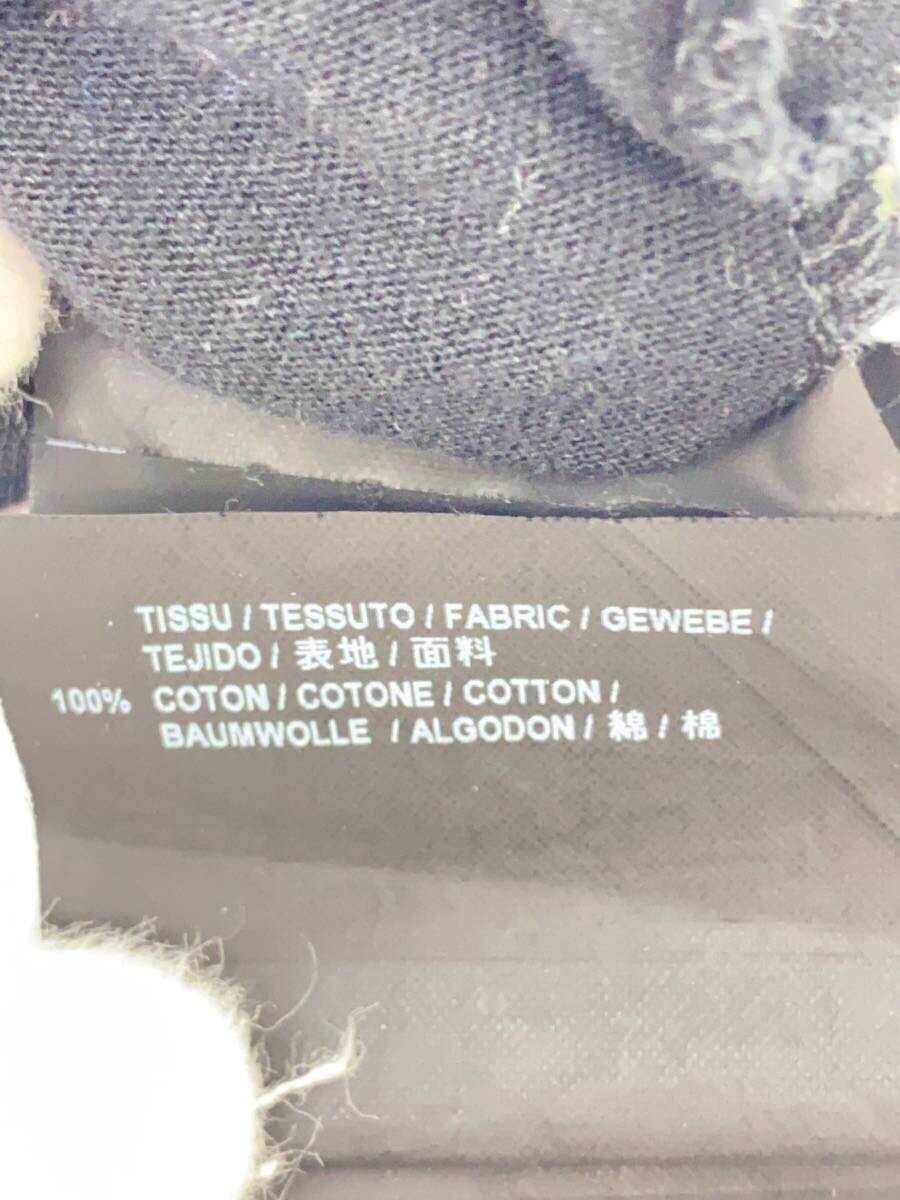 TISSU / TESSUTO / FABRIC / GEWEBE /
TEJIDO / 表地 / 面料
100% COTON / COTONE / COTTON /
BAUMWOLLE / ALGODON / 綿 / 棉